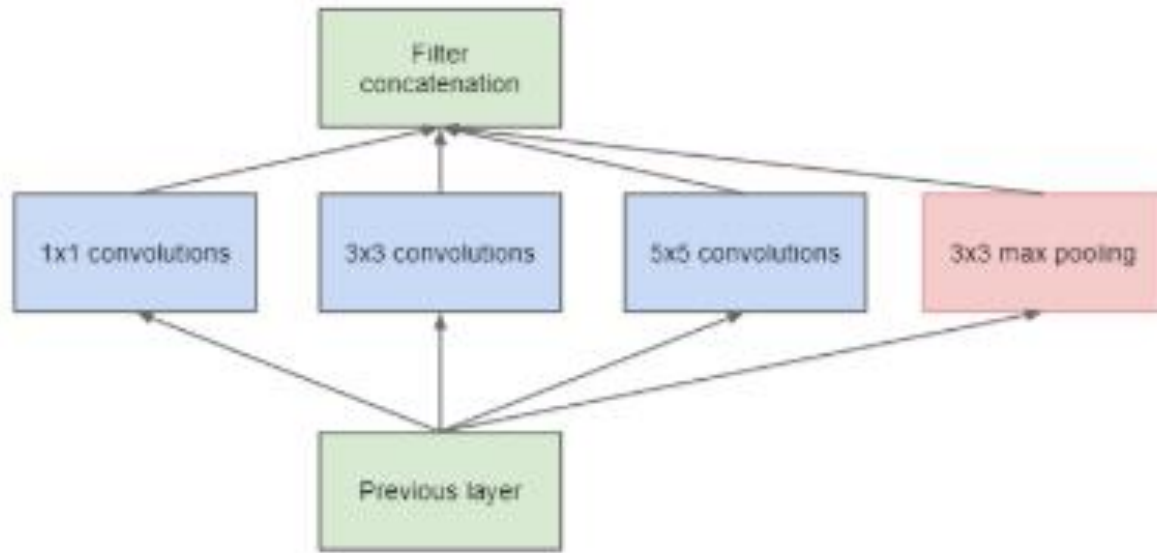 Filter
concatenation
1x1 convolutions
3x3 convolutions
5x5 convolutions
3x3 max pooling
Previous layer